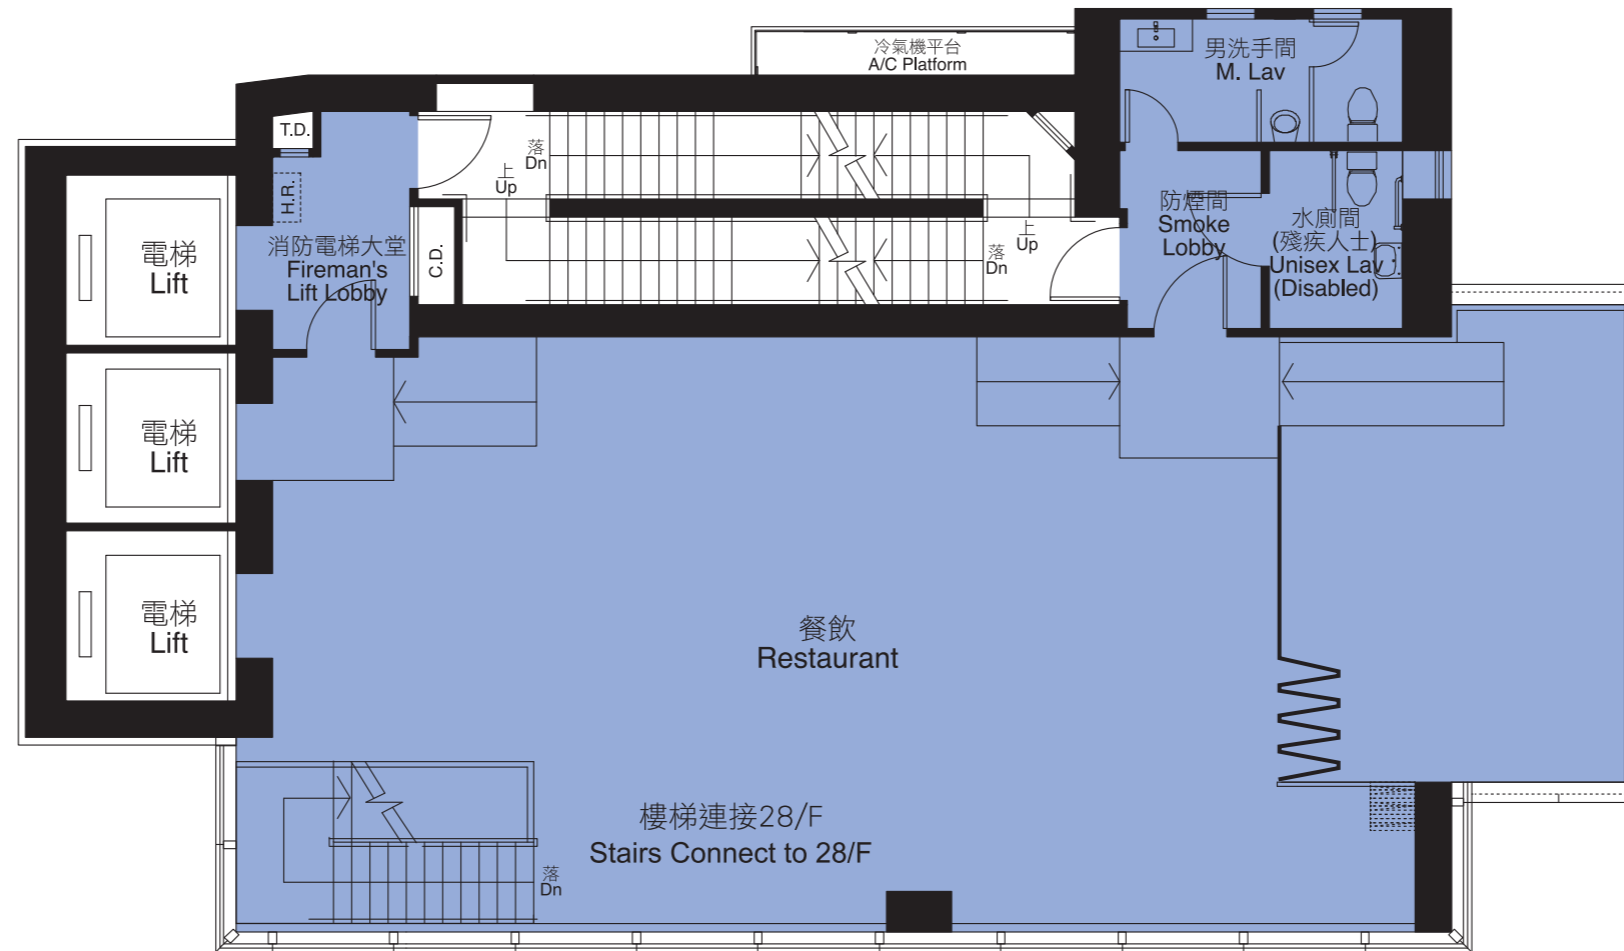 冷氣機平台
A/C Platform
男洗手間
M. Lav
T.D.
落
Dn
上
Up
H.R.
防煙間
Smoke
Lobby
水廁間
(殘疾人士)
Unisex Lav
(Disabled)
上
Up
落
Dn
消防電梯大堂
Fireman's
Lift Lobby
C.D.
電梯
Lift
電梯
Lift
電梯
Lift
餐飲
Restaurant
樓梯連接28/F
Stairs Connect to 28/F
落
Dn